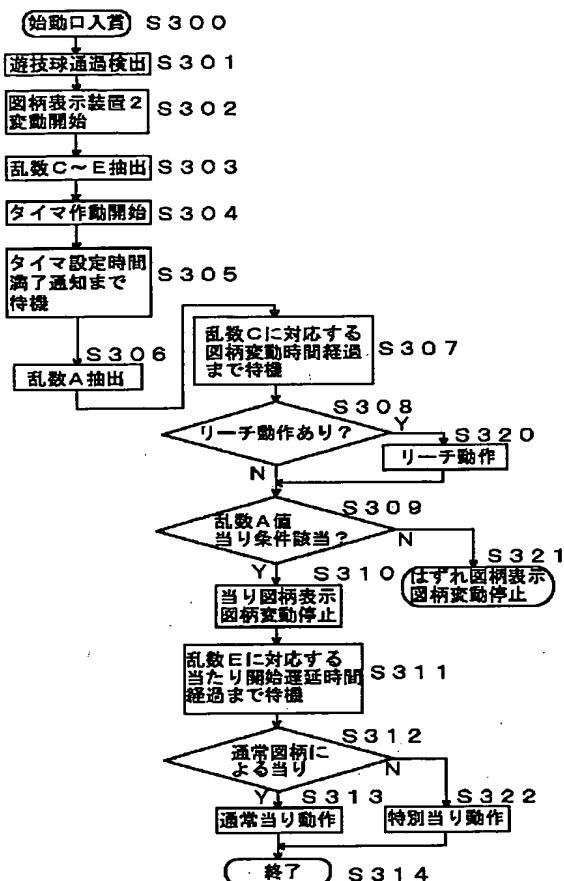 始動口入賞 S300
遊技球通過検出 S301
図柄表示装置2
変動開始 S302
乱数C~E抽出 S303
タイマ作動開始 S304
タイマ設定時間
満了通知まで
待機 S305
S306
乱数A抽出
乱数Cに対応する
図柄変動時間経過
まで待機 S307
S308
リーチ動作あり? Y
S320
リーチ動作
N
S309
乱数A値
当り条件該当? N
Y S310
S321
はずれ図柄表示
図柄変動停止
当り図柄表示
図柄変動停止
乱数Eに対応する
当たり開始遅延時間
経過まで待機 S311
S312
通常図柄に
よる当り N
Y S313
S322
通常当り動作
特別当り動作
終了 S314